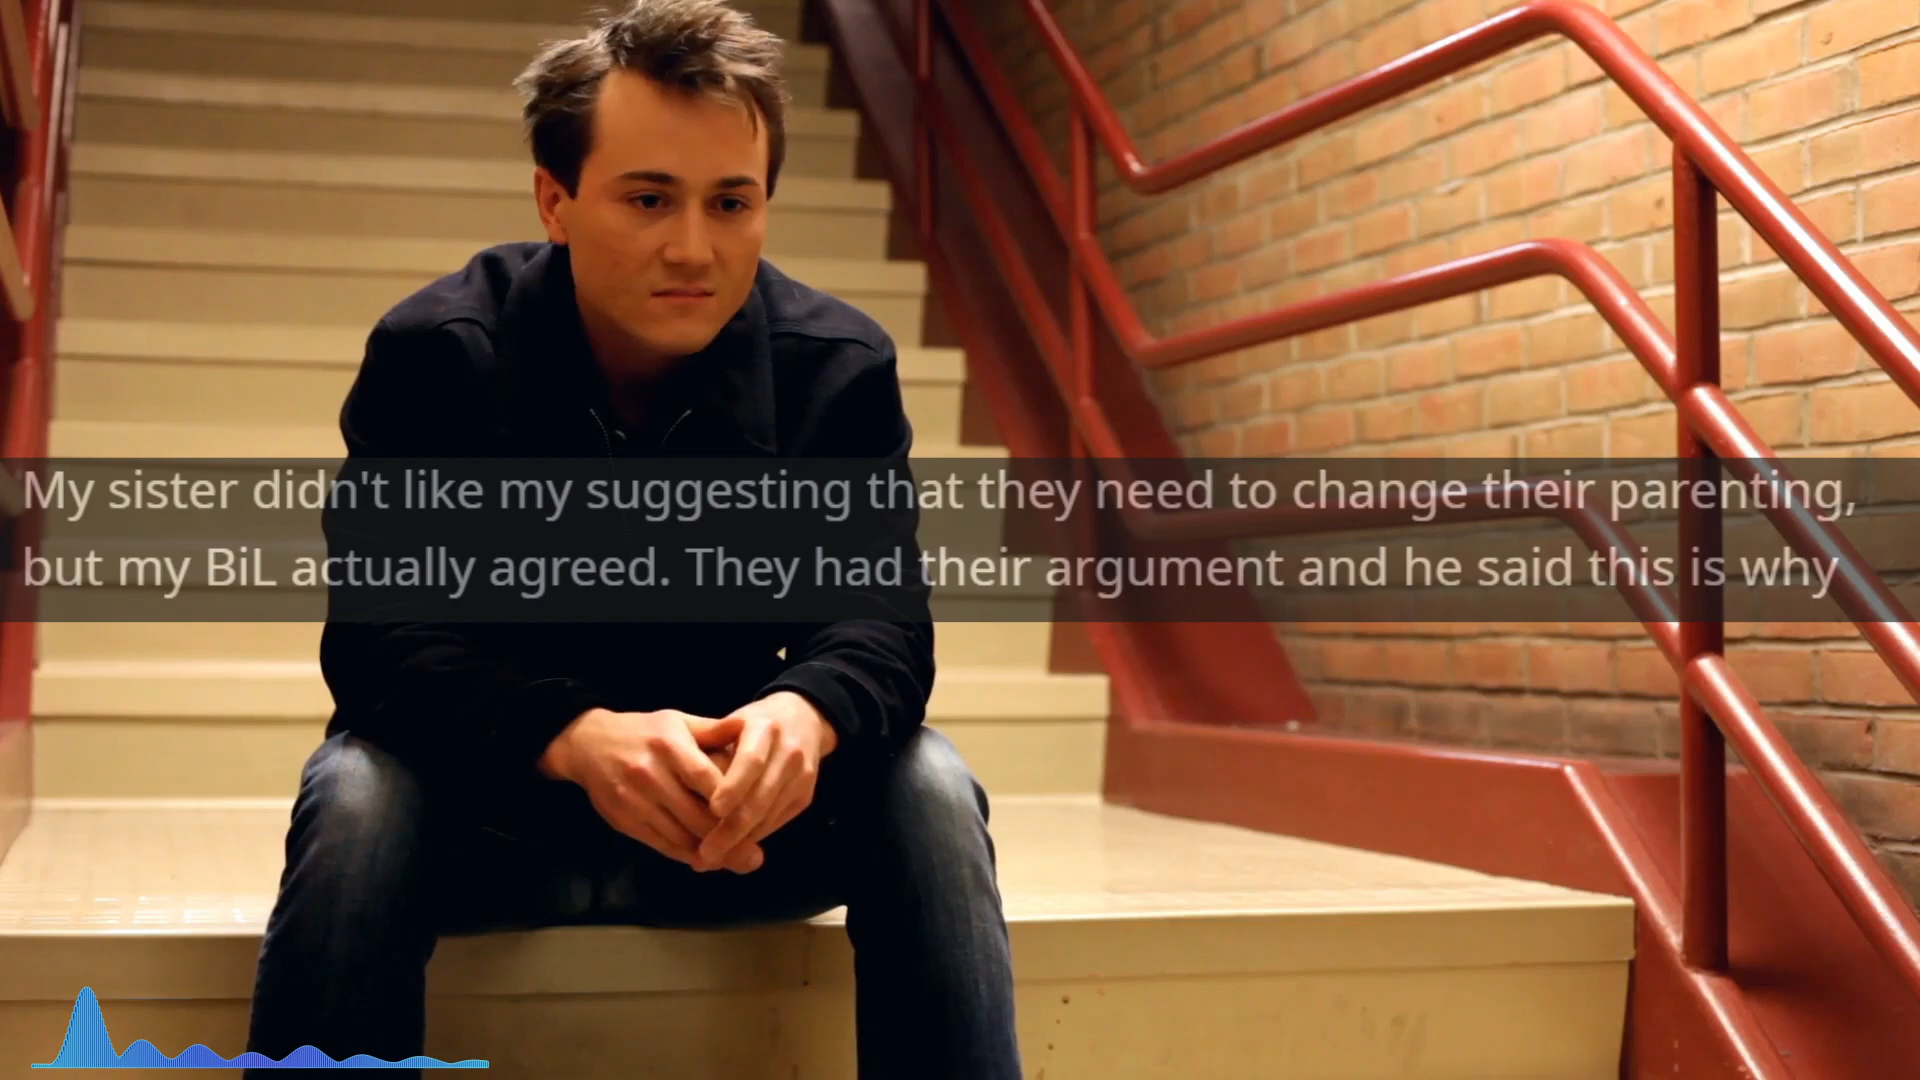 My sister didn't like my suggesting that they need to change their parenting,
but my BiL actually agreed. They had their argument and he said this is why